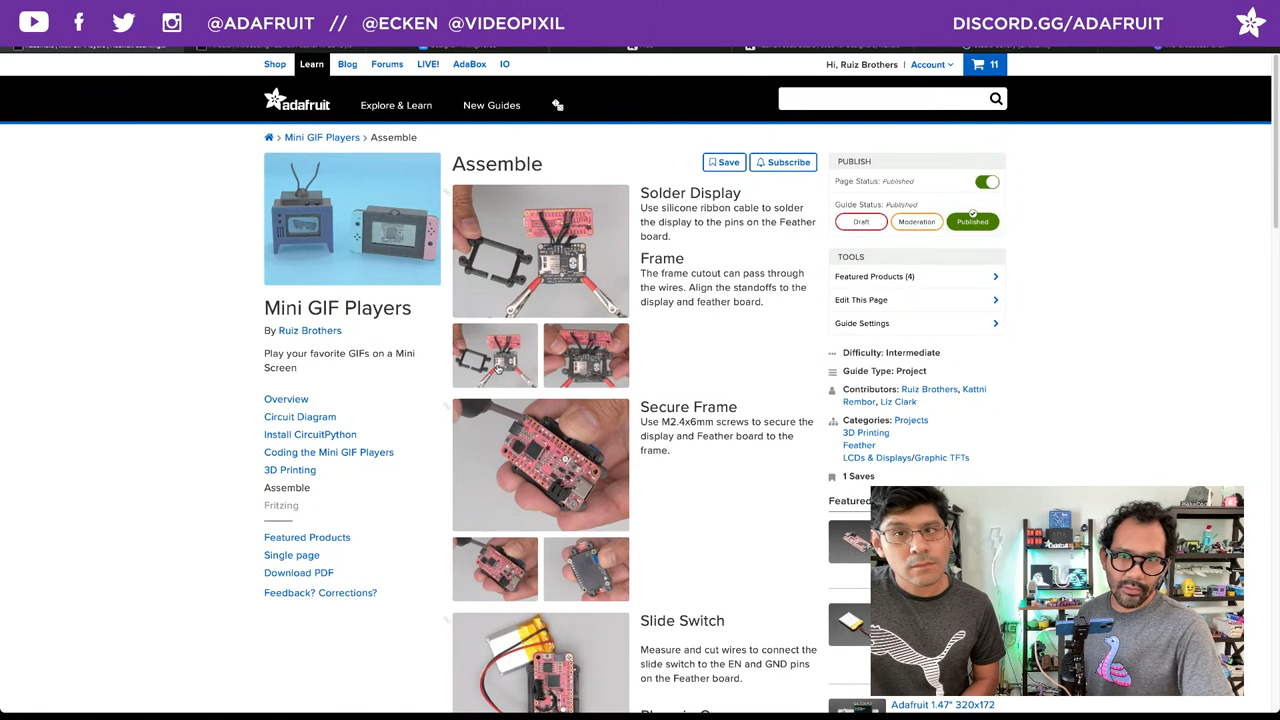 @ADAFRUIT // @ECKEN @VIDEOPIXIL
DISCORD.GG/ADAFRUIT
Shop
Learn
Blog
Forums
LIVE!
AdaBox
IO
Hi, Ruiz Brothers | Account
11
adafruit
Explore & Learn
New Guides
Mini GIF Players > Assemble
Mini GIF Players
By Ruiz Brothers
Play your favorite GIFs on a Mini
Screen
Overview
Circuit Diagram
Install CircuitPython
Coding the Mini GIF Players
3D Printing
Assemble
Fritzing
Featured Products
Single page
Download PDF
Feedback? Corrections?
Assemble
Save
Subscribe
Solder Display
Use silicone ribbon cable to solder
the display to the pins on the Feather
board.
Frame
The frame cutout can pass through
the wires. Align the standoffs to the
display and feather board.
Secure Frame
Use M2.4x6mm screws to secure the
display and Feather board to the
frame.
Slide Switch
Measure and cut wires to connect the
slide switch to the EN and GND pins
on the Feather board.
PUBLISH
Page Status: Published
Guide Status: Published
Draft
Moderation
Published
TOOLS
Featured Products (4)
Edit This Page
Guide Settings
Difficulty: Intermediate
Guide Type: Project
Contributors: Ruiz Brothers, Kattni
Rembor, Liz Clark
Categories: Projects
3D Printing
Feather
LCDs & Displays/Graphic TFTs
1 Saves
Featured
Adafruit 1.47" 320x172